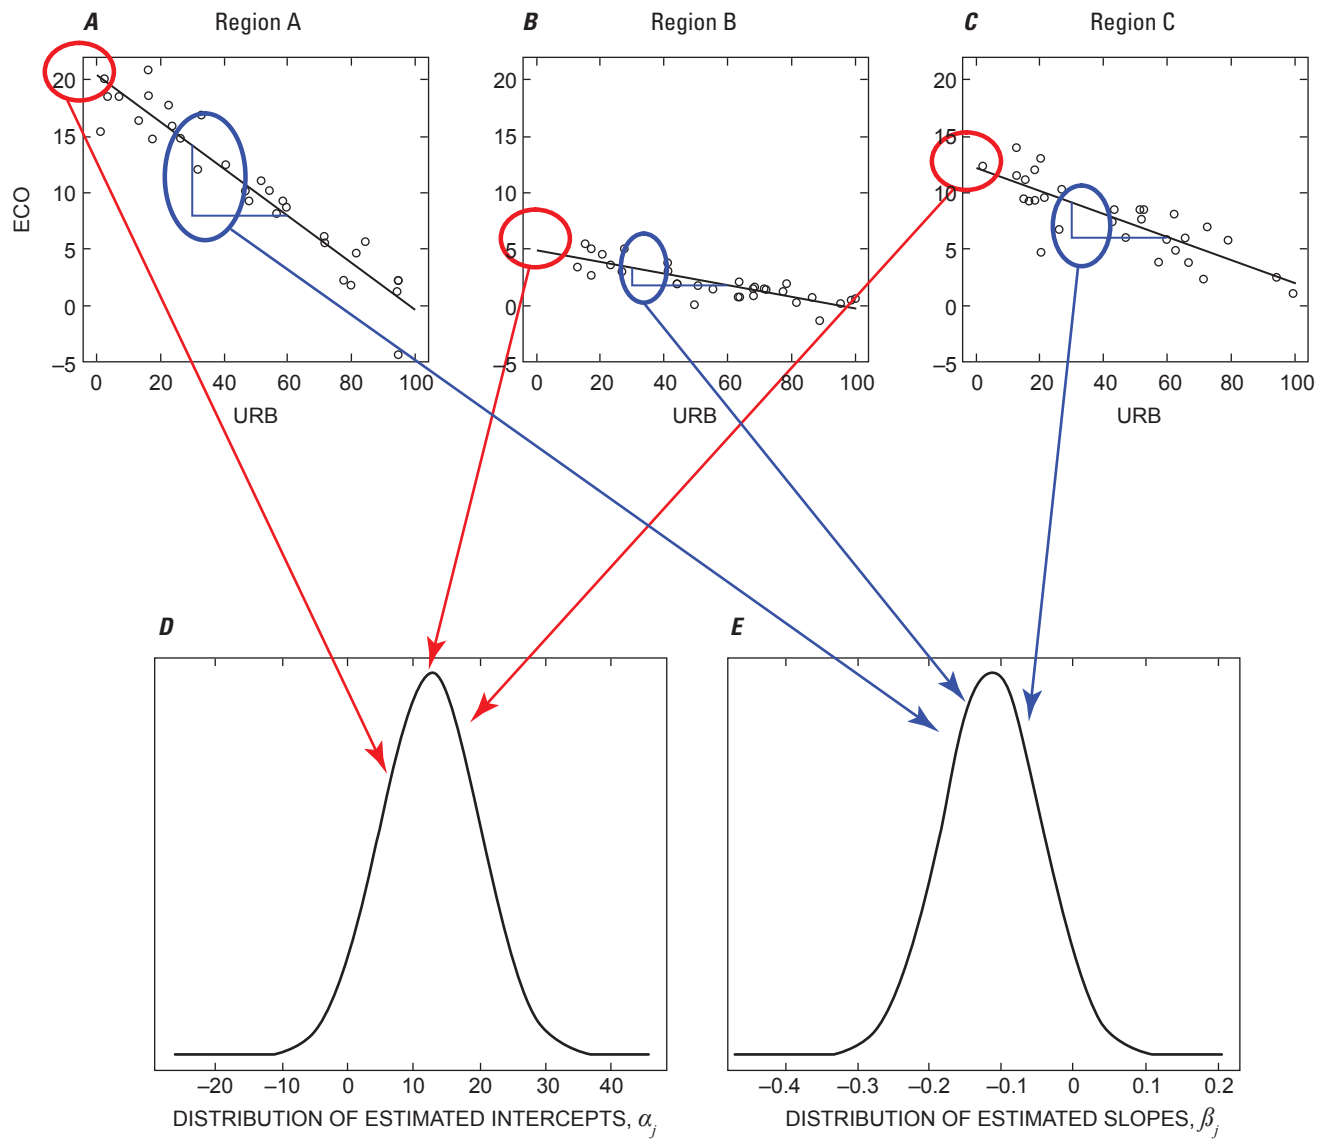 A Region A
B Region B
C Region C
ECO
20
15
10
5
0
–5
0 20 40 60 80 100
URB
20
15
10
5
0
–5
0 20 40 60 80 100
URB
20
15
10
5
0
–5
0 20 40 60 80 100
URB
D
E
–20 –10 0 10 20 30 40
DISTRIBUTION OF ESTIMATED INTERCEPTS, αj
–0.4 –0.3 –0.2 –0.1 0 0.1 0.2
DISTRIBUTION OF ESTIMATED SLOPES, βj